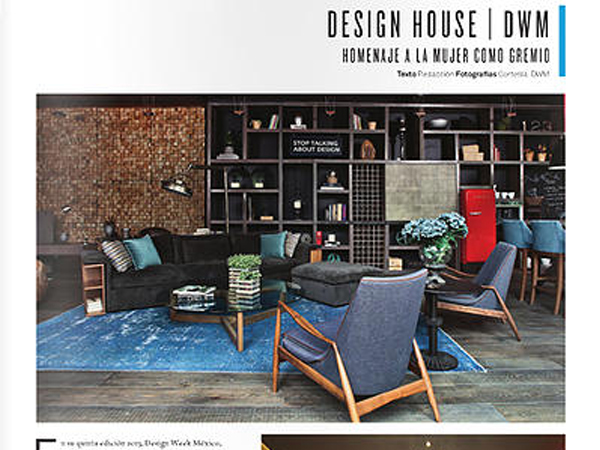 DESIGN HOUSE | DWM
HOMENAJE A LA MUJER COMO GREMIO
Texto Redacción Fotografías Cortesía DWM
STOP TALKING
ABOUT DESIGN
n su quinta edición 2013, Design Week México,